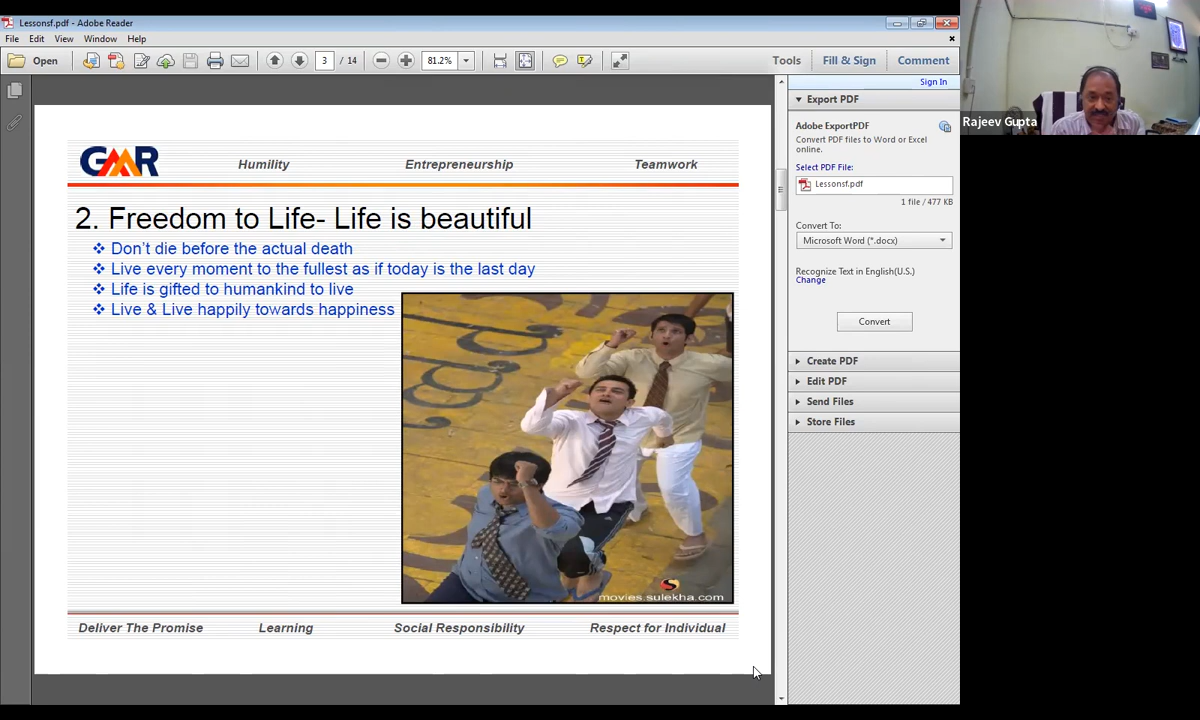 Lessonsf.pdf - Adobe Reader
File Edit View Window Help
Open 3 / 14 81.2% Tools Fill & Sign Comment
Sign In
Export PDF
Adobe ExportPDF
Convert PDF files to Word or Excel
online.
Select PDF File:
Lessonsf.pdf
1 file / 477 KB
Convert To:
Microsoft Word (*.docx)
Recognize Text in English(U.S.)
Change
Convert
Create PDF
Edit PDF
Send Files
Store Files
GMR Humility Entrepreneurship Teamwork
2. Freedom to Life- Life is beautiful
❖ Don't die before the actual death
❖ Live every moment to the fullest as if today is the last day
❖ Life is gifted to humankind to live
❖ Live & Live happily towards happiness
movies.sulekha.com
Deliver The Promise Learning Social Responsibility Respect for Individual
Rajeev Gupta